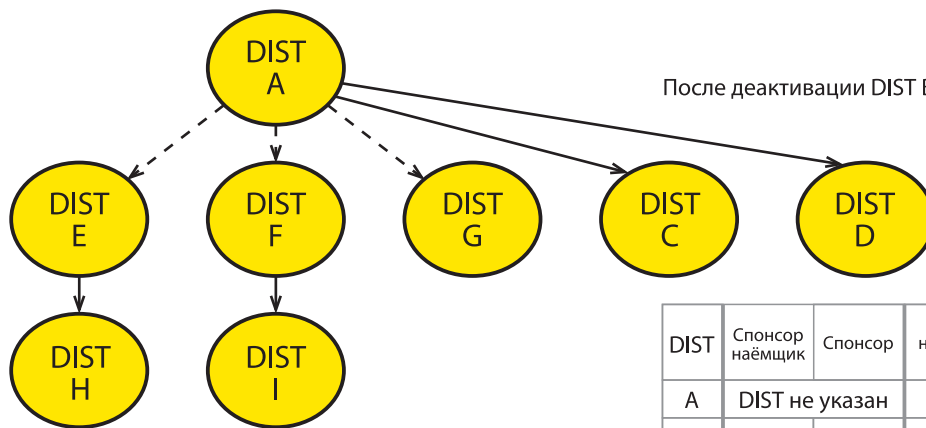 DIST
A
После деактивации DIST
DIST
E
DIST
F
DIST
G
DIST
C
DIST
D
DIST
H
DIST
I
DIST
Спонсор
наёмщик
Спонсор
A
DIST не указан